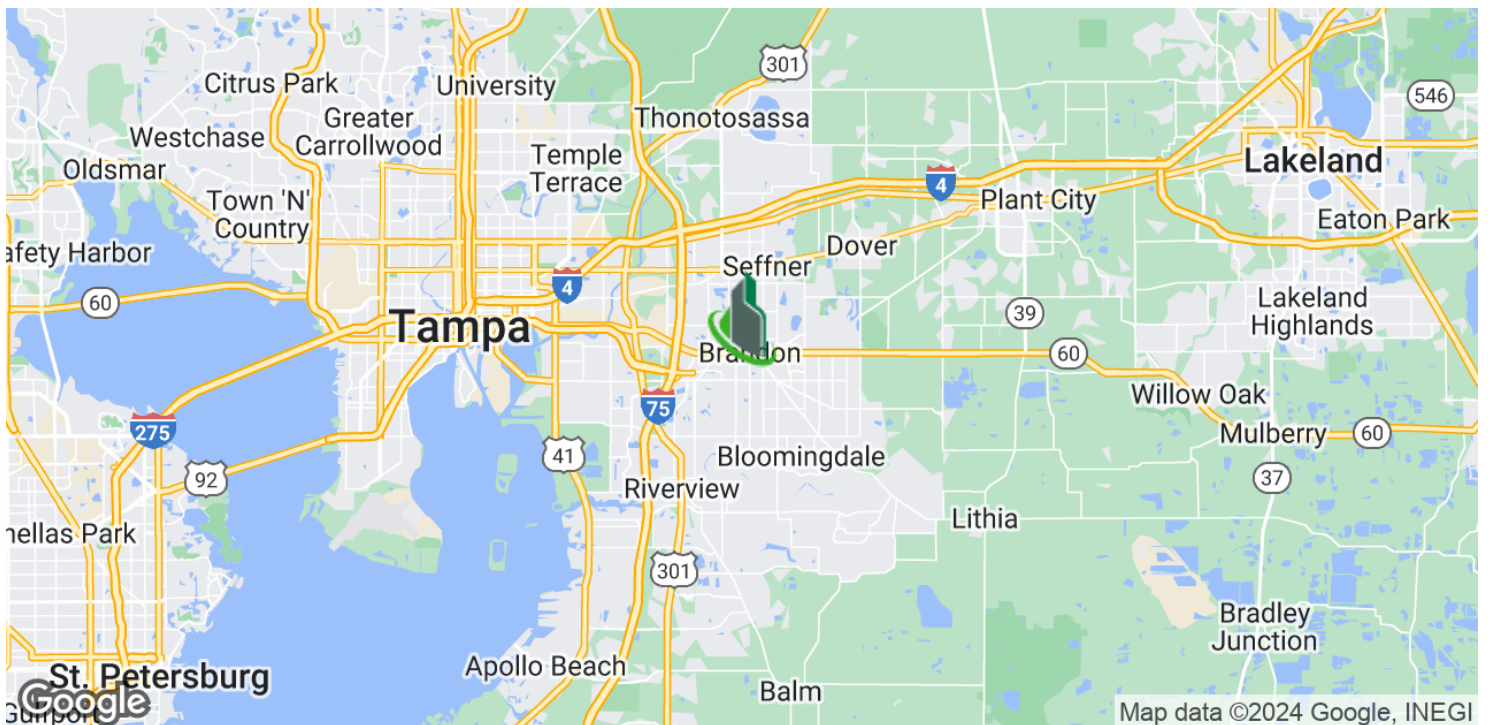 301
546
Citrus Park
University
Greater
Carrollwood
Thonotosassa
Westchase
Temple
Terrace
Lakeland
Oldsmar
4
Town 'N'
Country
Plant City
Eaton Park
afety Harbor
Dover
Seffner
4
60
Lakeland
Highlands
39
Tampa
Brandon
60
Willow Oak
75
275
Mulberry
60
41
Bloomingdale
92
37
Riverview
Lithia
nellas Park
301
Bradley
Junction
Apollo Beach
St. Petersburg
Balm
Google
Gulfport
Map data ©2024 Google, INEGI